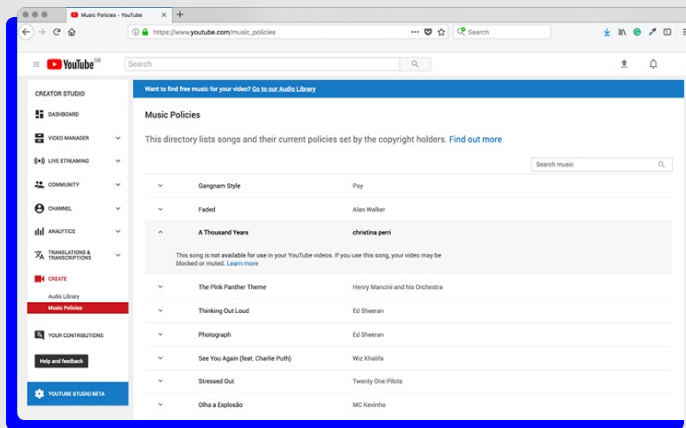 Music Policies - YouTube
https://www.youtube.com/music_policies
Search
YouTube GB
Search
CREATOR STUDIO
DASHBOARD
VIDEO MANAGER
LIVE STREAMING
COMMUNITY
CHANNEL
ANALYTICS
TRANSLATIONS &
TRANSCRIPTIONS
CREATE
Audio Library
Music Policies
YOUR CONTRIBUTIONS
Help and feedback
YOUTUBE STUDIO BETA
Want to find free music for your video? Go to our Audio Library
Music Policies
This directory lists songs and their current policies set by the copyright holders. Find out more
Search music
Gangnam Style Psy
Faded Alan Walker
A Thousand Years christina perri
This song is not available for use in your YouTube videos. If you use this song, your video may be
blocked or muted. Learn more
The Pink Panther Theme Henry Mancini and his Orchestra
Thinking Out Loud Ed Sheeran
Photograph Ed Sheeran
See You Again (feat. Charlie Puth) Wiz Khalifa
Stressed Out Twenty One Pilots
Olha a Explosão MC Kevinho